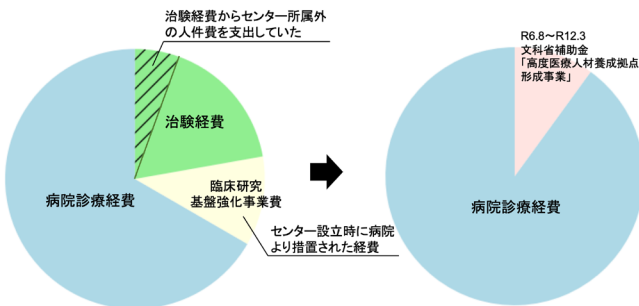 治験経費からセンター所属外
の人件費を支出していた
治験経費
臨床研究
基盤強化事業費
病院診療経費
センター設立時に病院
より措置された経費
R6.8～R12.3
文科省補助金
「高度医療人材養成拠点
形成事業」
病院診療経費